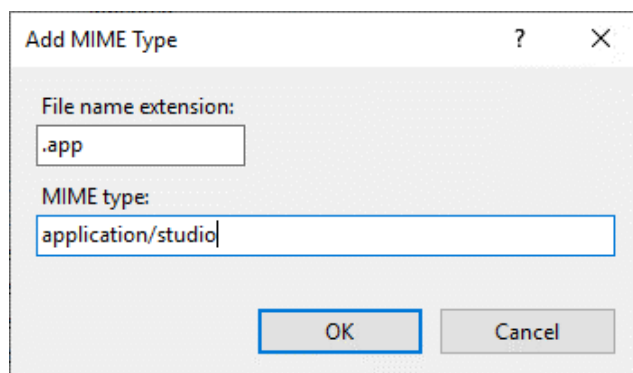 Add MIME Type ?
File name extension:
.app
MIME type:
application/studio
OK Cancel